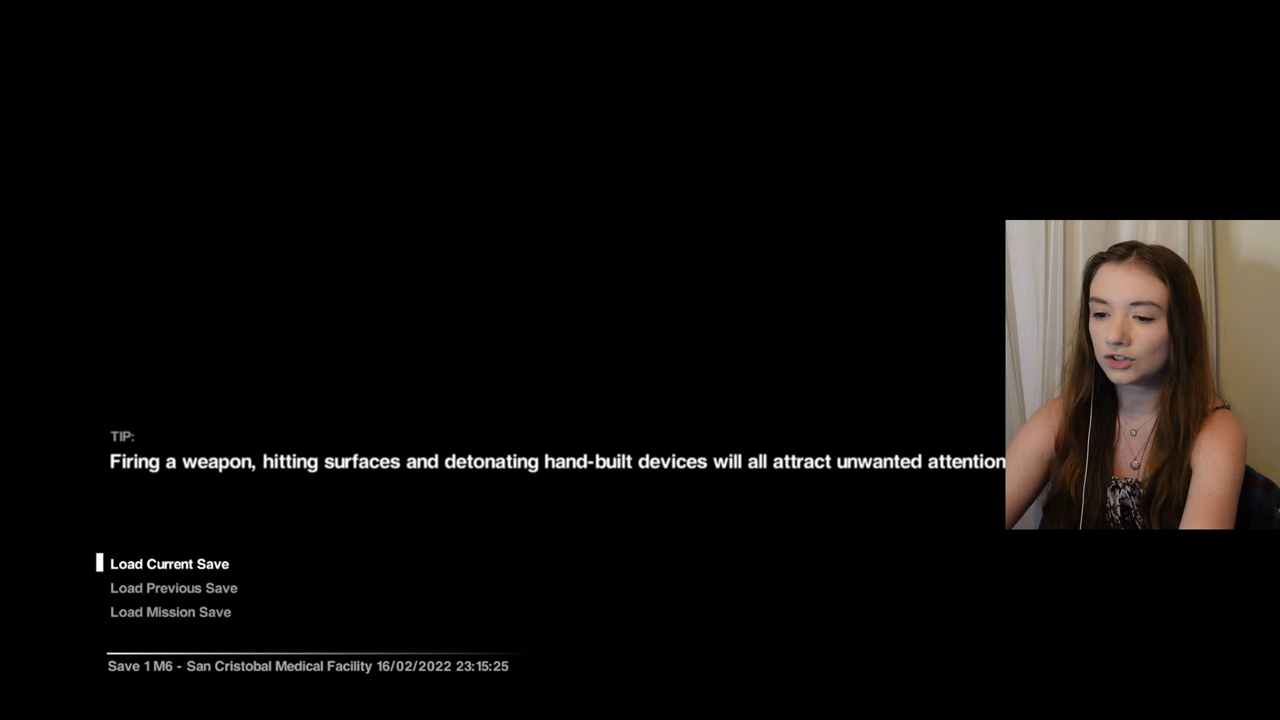 TIP:
Firing a weapon, hitting surfaces and detonating hand-built devices will all attract unwanted attention
Load Current Save
Load Previous Save
Load Mission Save
Save 1 M6 - San Cristobal Medical Facility 16/02/2022 23:15:25